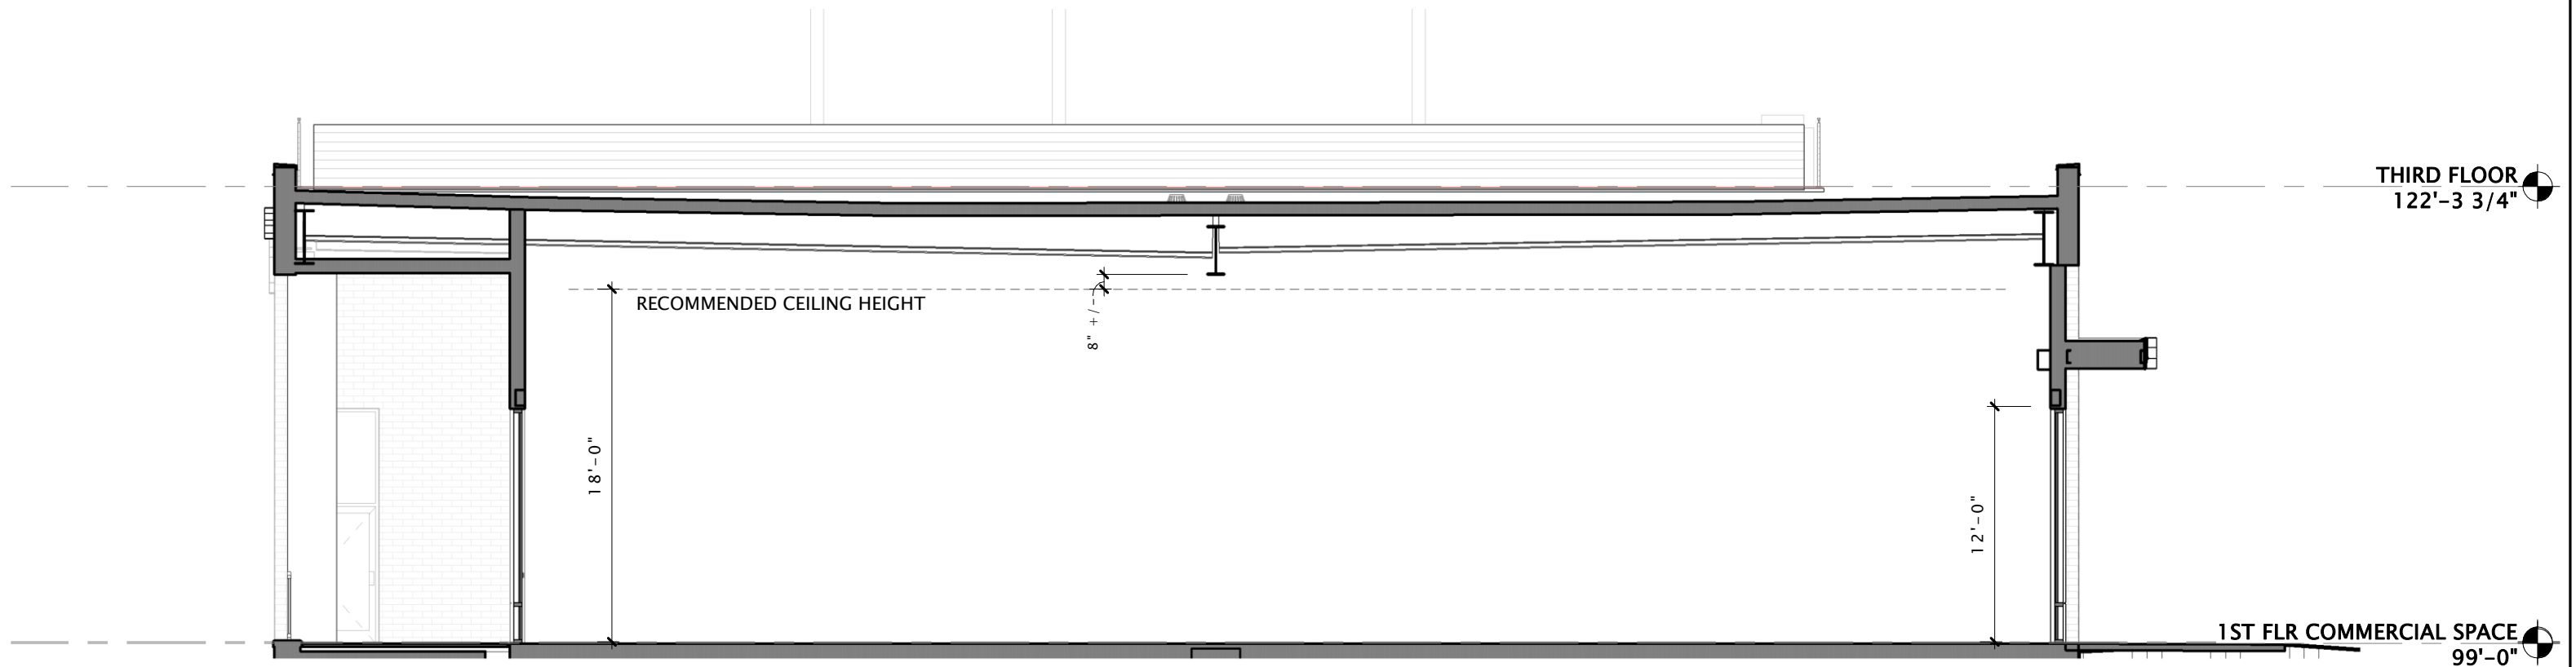 THIRD FLOOR
122'-3 3/4"
RECOMMENDED CEILING HEIGHT
8" +/-
18'-0"
12'-0"
1ST FLR COMMERCIAL SPACE
99'-0"